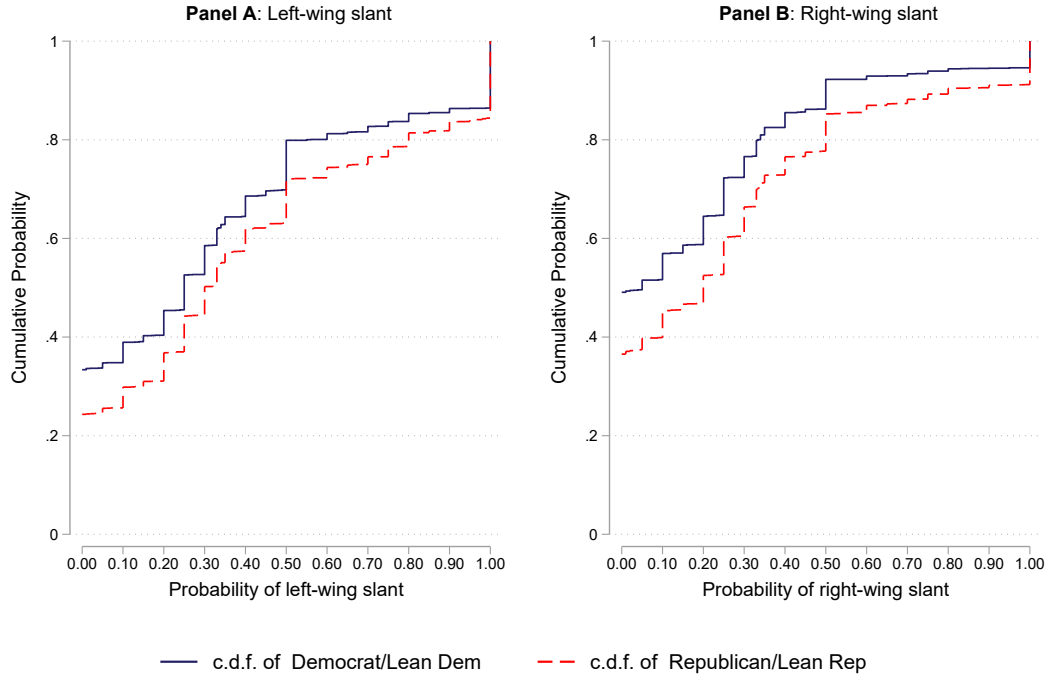 Panel A: Left-wing slant
1
.8
.6
.4
.2
0
Cumulative Probability
0.00 0.10 0.20 0.30 0.40 0.50 0.60 0.70 0.80 0.90 1.00
Probability of left-wing slant
Panel B: Right-wing slant
1
.8
.6
.4
.2
0
Cumulative Probability
0.00 0.10 0.20 0.30 0.40 0.50 0.60 0.70 0.80 0.90 1.00
Probability of right-wing slant
c.d.f. of Democrat/Lean Dem
c.d.f. of Republican/Lean Rep